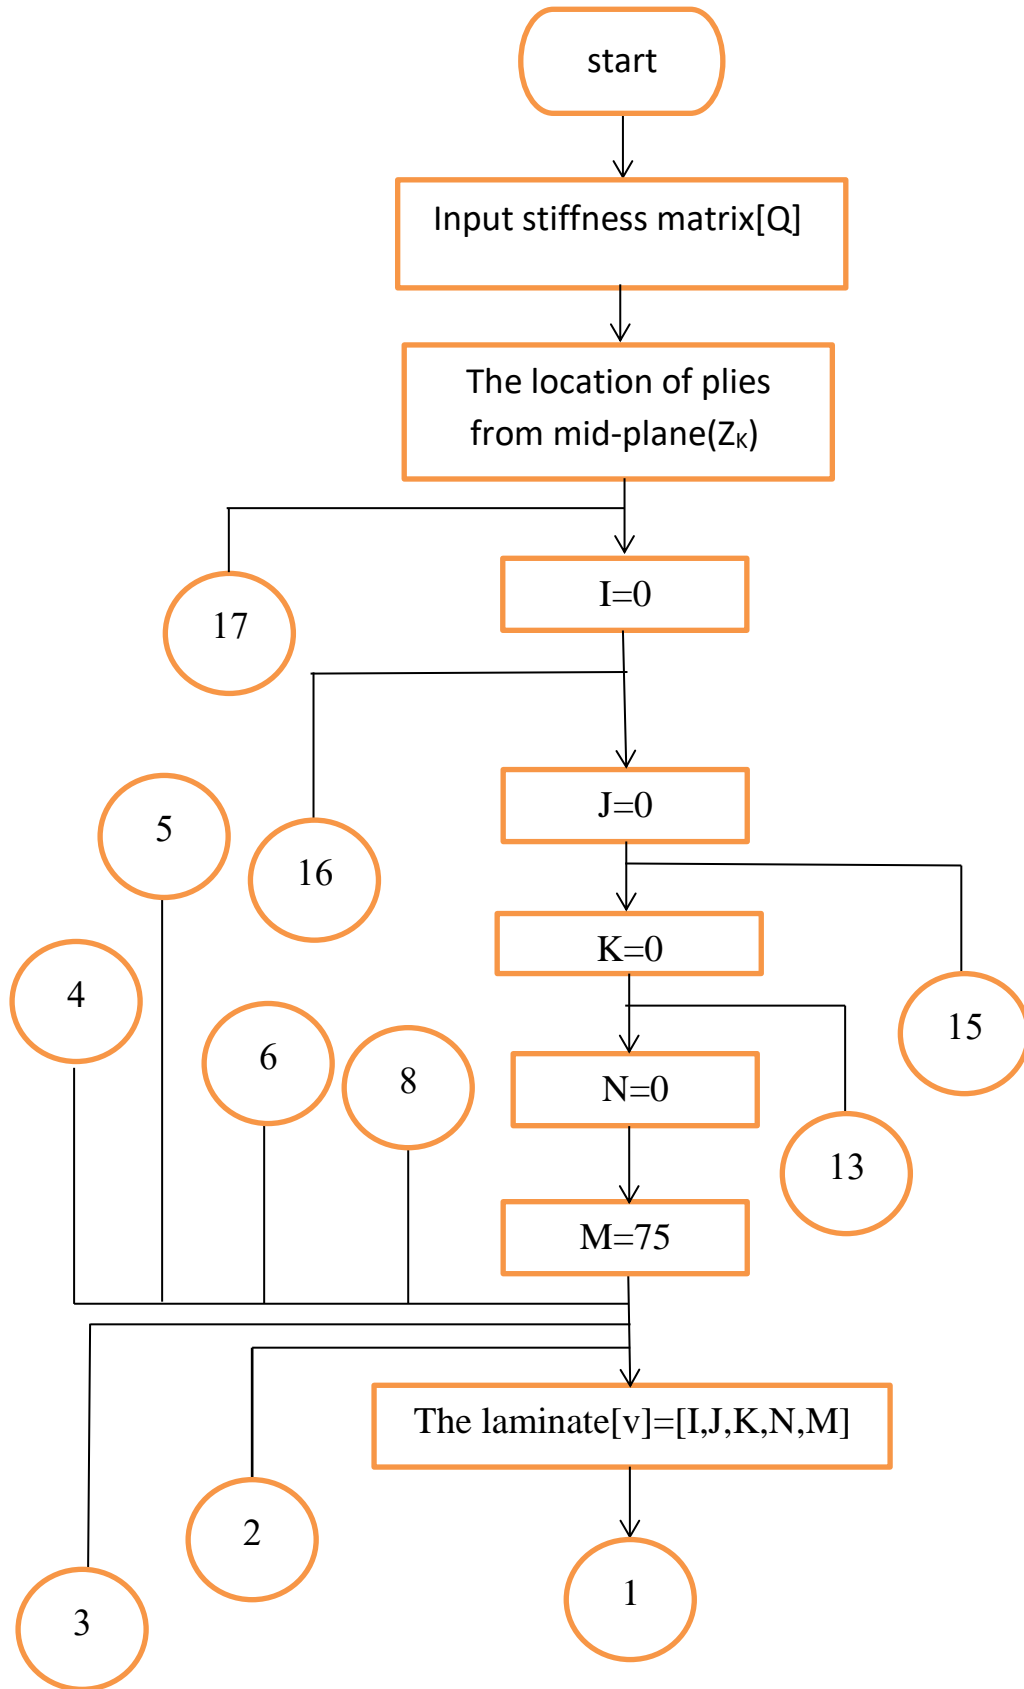 start
Input stiffness matrix[Q]
The location of plies
from mid-plane(Zₖ)
I=0
17
J=0
5
16
K=0
4
15
6
8
N=0
13
M=75
The laminate[v]=[I,J,K,N,M]
2
1
3